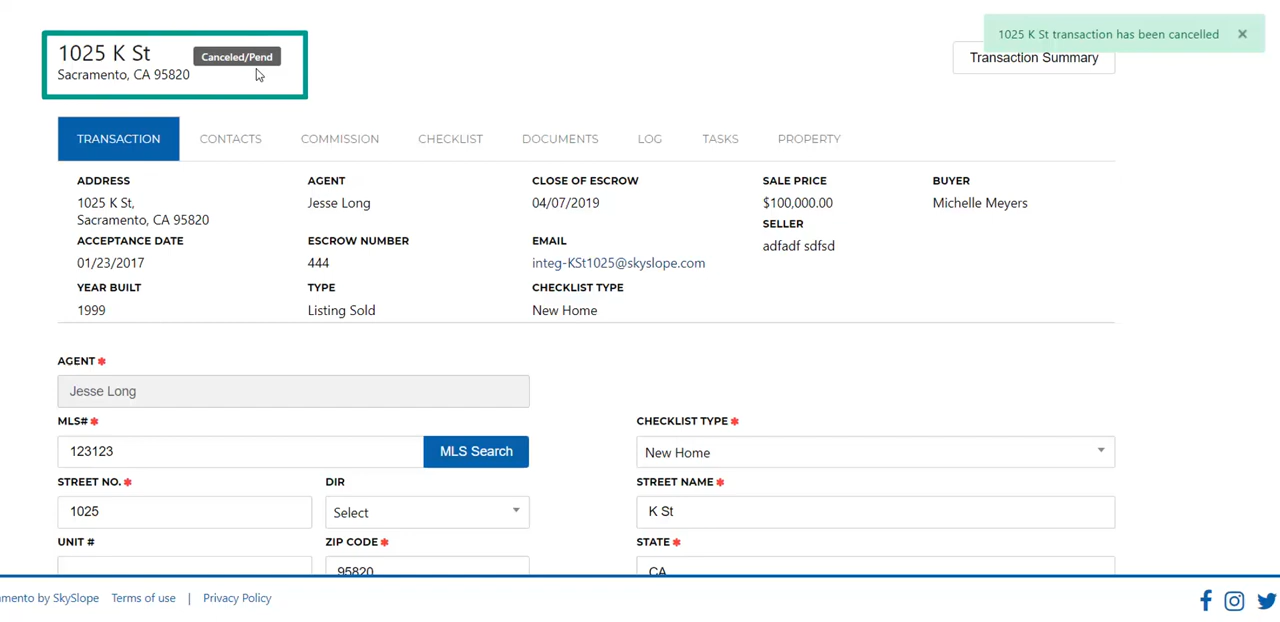 1025 K St transaction has been cancelled
1025 K St
Canceled/Pend
Sacramento, CA 95820
Transaction Summary
TRANSACTION CONTACTS COMMISSION CHECKLIST DOCUMENTS LOG TASKS PROPERTY
ADDRESS AGENT CLOSE OF ESCROW SALE PRICE BUYER
1025 K St, Jesse Long 04/07/2019 $100,000.00 Michelle Meyers
Sacramento, CA 95820 SELLER
ACCEPTANCE DATE ESCROW NUMBER EMAIL adfadf sdfsd
01/23/2017 444 integ-KSt1025@skyslope.com
YEAR BUILT TYPE CHECKLIST TYPE
1999 Listing Sold New Home
AGENT *
Jesse Long
MLS# * CHECKLIST TYPE *
123123 MLS Search New Home
STREET NO. * DIR STREET NAME *
1025 Select K St
UNIT # ZIP CODE * STATE *
95820 CA
mento by SkySlope Terms of use | Privacy Policy